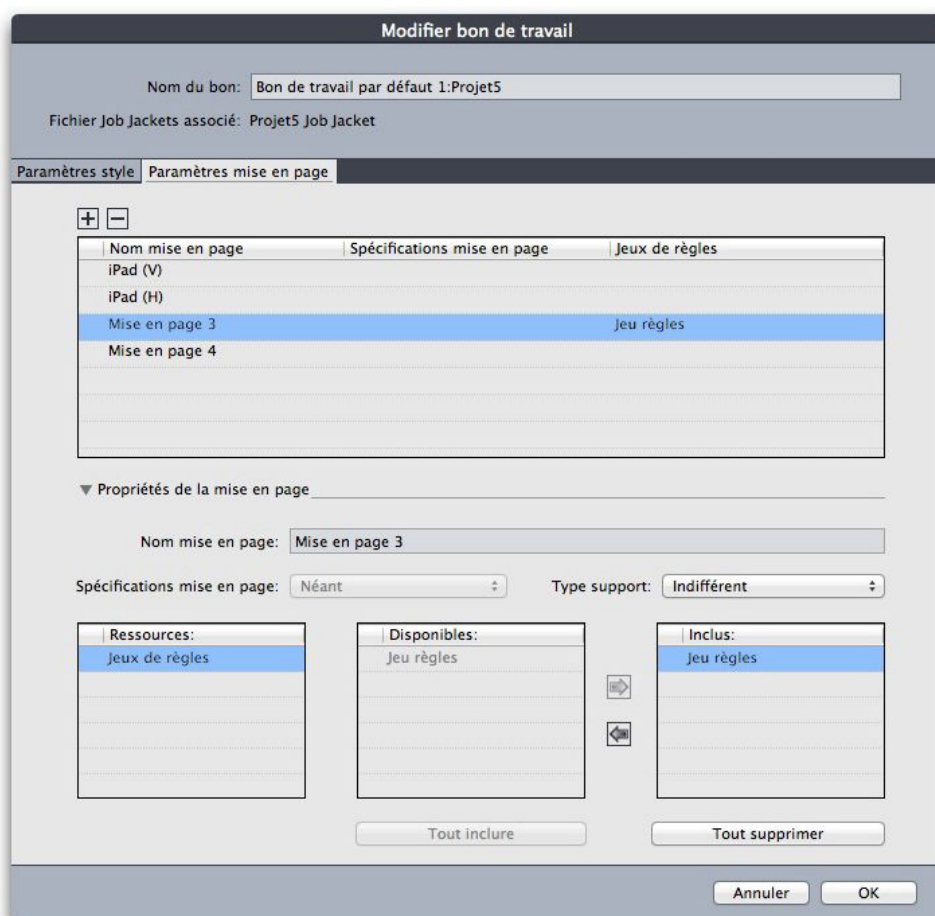 Modifier bon de travail
Nom du bon: Bon de travail par défaut 1:Projet5
Fichier Job Jackets associé: Projet5 Job Jacket
Paramètres style Paramètres mise en page
Nom mise en page Spécifications mise en page Jeux de règles
iPad (V)
iPad (H)
Mise en page 3 Jeu règles
Mise en page 4
Propriétés de la mise en page
Nom mise en page: Mise en page 3
Spécifications mise en page: Néant Type support: Indifférent
Ressources: Disponibles: Inclus:
Jeux de règles Jeu règles Jeu règles
Tout inclure Tout supprimer
Annuler OK